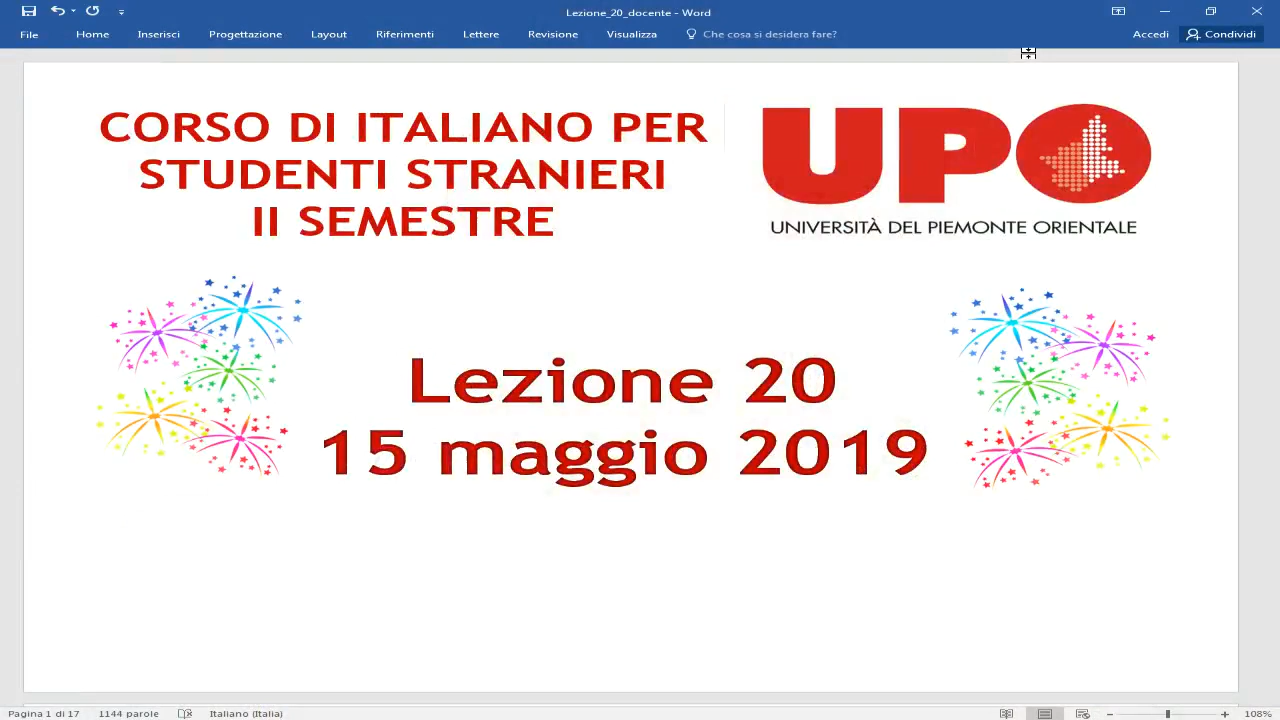 Lezione_20_docente - Word
File Home Inserisci Progettazione Layout Riferimenti Lettere Revisione Visualizza Che cosa si desidera fare? Accedi Condividi
CORSO DI ITALIANO PER
STUDENTI STRANIERI
II SEMESTRE
UPO
UNIVERSITÀ DEL PIEMONTE ORIENTALE
Lezione 20
15 maggio 2019
Pagina 1 di 17 1144 parole Italiano (Italia) 108%